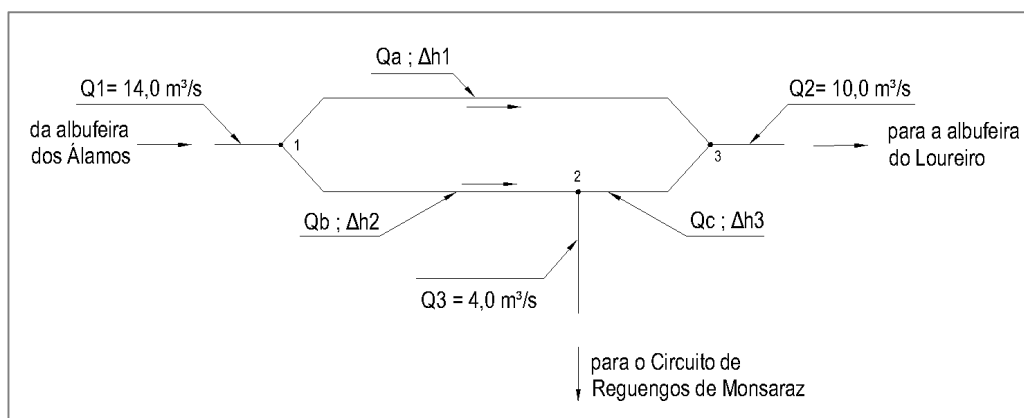 Qa ; Δh1
Q1= 14,0 m³/s
Q2= 10,0 m³/s
da albufeira
dos Álamos
1
3
para a albufeira
do Loureiro
2
Qb ; Δh2
Qc ; Δh3
Q3 = 4,0 m³/s
para o Circuito de
Reguengos de Monsaraz